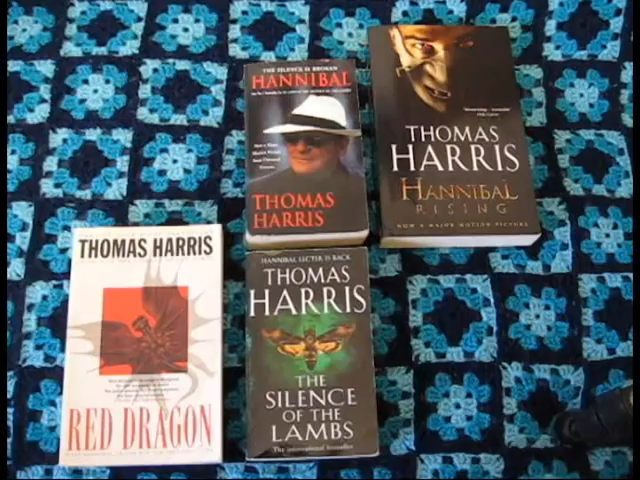 THE SILENCE IS BROKEN
HANNIBAL
THOMAS
HARRIS
THOMAS
HARRIS
HANNIBAL
RISING
NOW A MAJOR MOTION PICTURE
THOMAS HARRIS
RED DRAGON
HANNIBAL LECTER IS BACK
THOMAS
HARRIS
THE
SILENCE
OF THE
LAMBS
The international bestseller